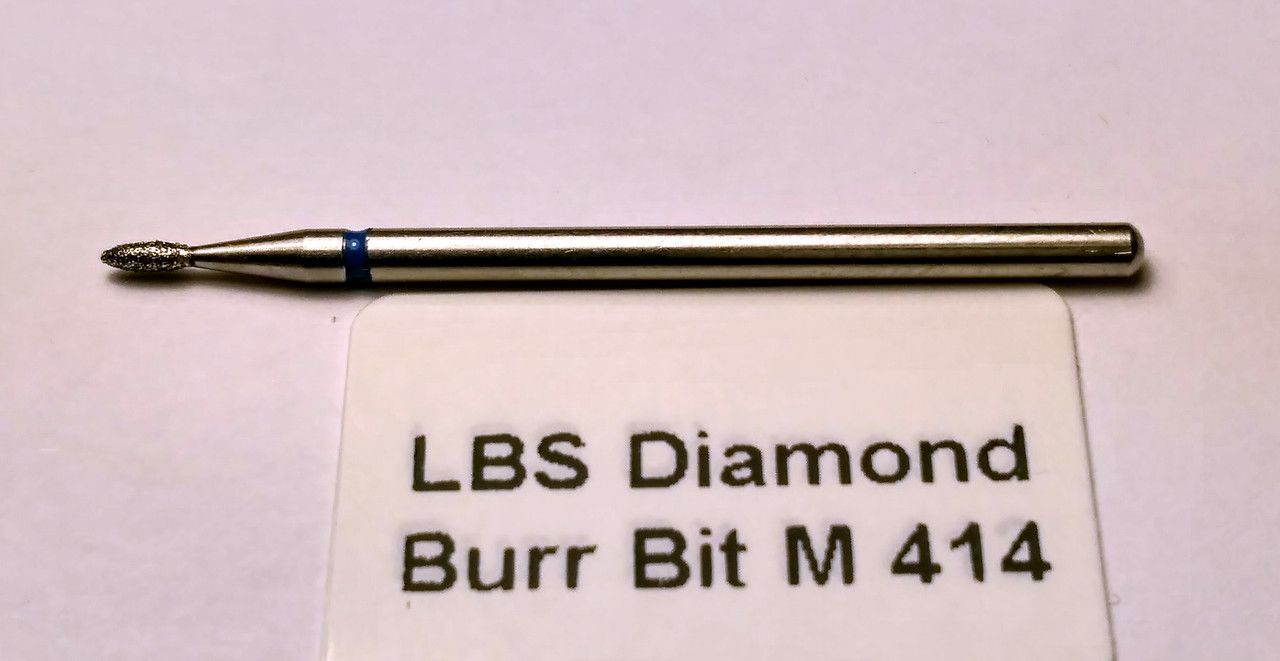 LBS Diamond
Burr Bit M 414